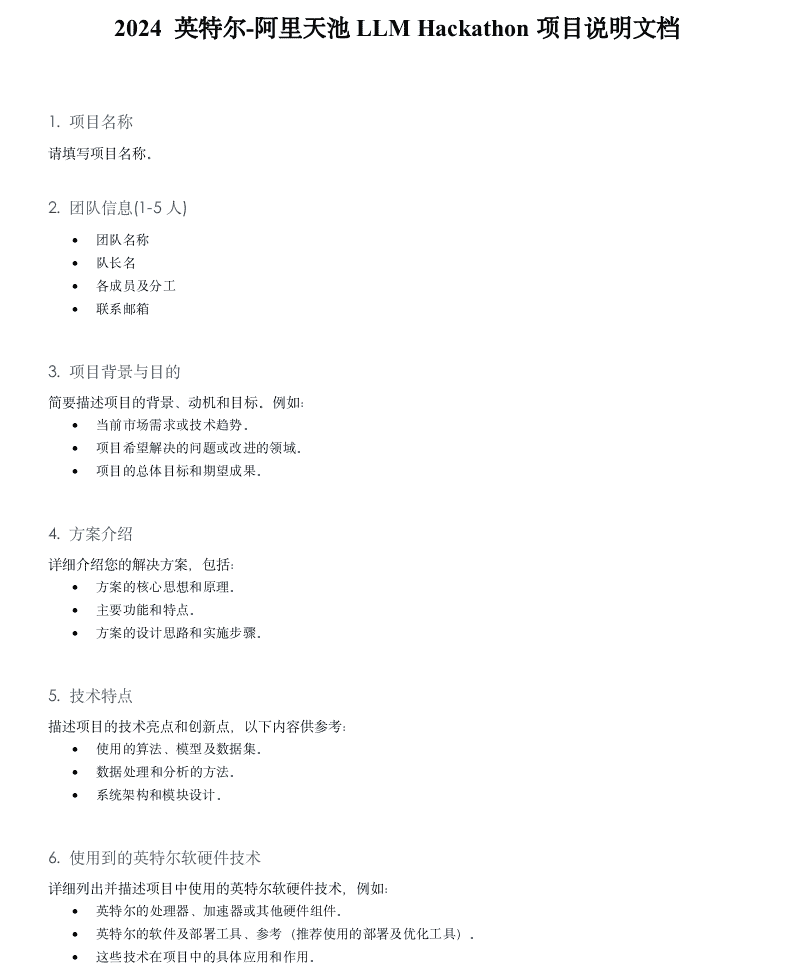 2024 英特尔-阿里天池 LLM Hackathon 项目说明文档
1. 项目名称
请填写项目名称。
2. 团队信息(1-5 人)
• 团队名称
• 队长名
• 各成员及分工
• 联系邮箱
3. 项目背景与目的
简要描述项目的背景、动机和目标。例如:
• 当前市场需求或技术趋势。
• 项目希望解决的问题或改进的领域。
• 项目的总体目标和期望成果。
4. 方案介绍
详细介绍您的解决方案，包括:
• 方案的核心思想和原理。
• 主要功能和特点。
• 方案的设计思路和实施步骤。
5. 技术特点
描述项目的技术亮点和创新点，以下内容供参考:
• 使用的算法、模型及数据集。
• 数据处理和分析的方法。
• 系统架构和模块设计。
6. 使用到的英特尔软硬件技术
详细列出并描述项目中使用的英特尔软硬件技术，例如:
• 英特尔的处理器、加速器或其他硬件组件。
• 英特尔的软件及部署工具、参考（推荐使用的部署及优化工具）。
• 这些技术在项目中的具体应用和作用。